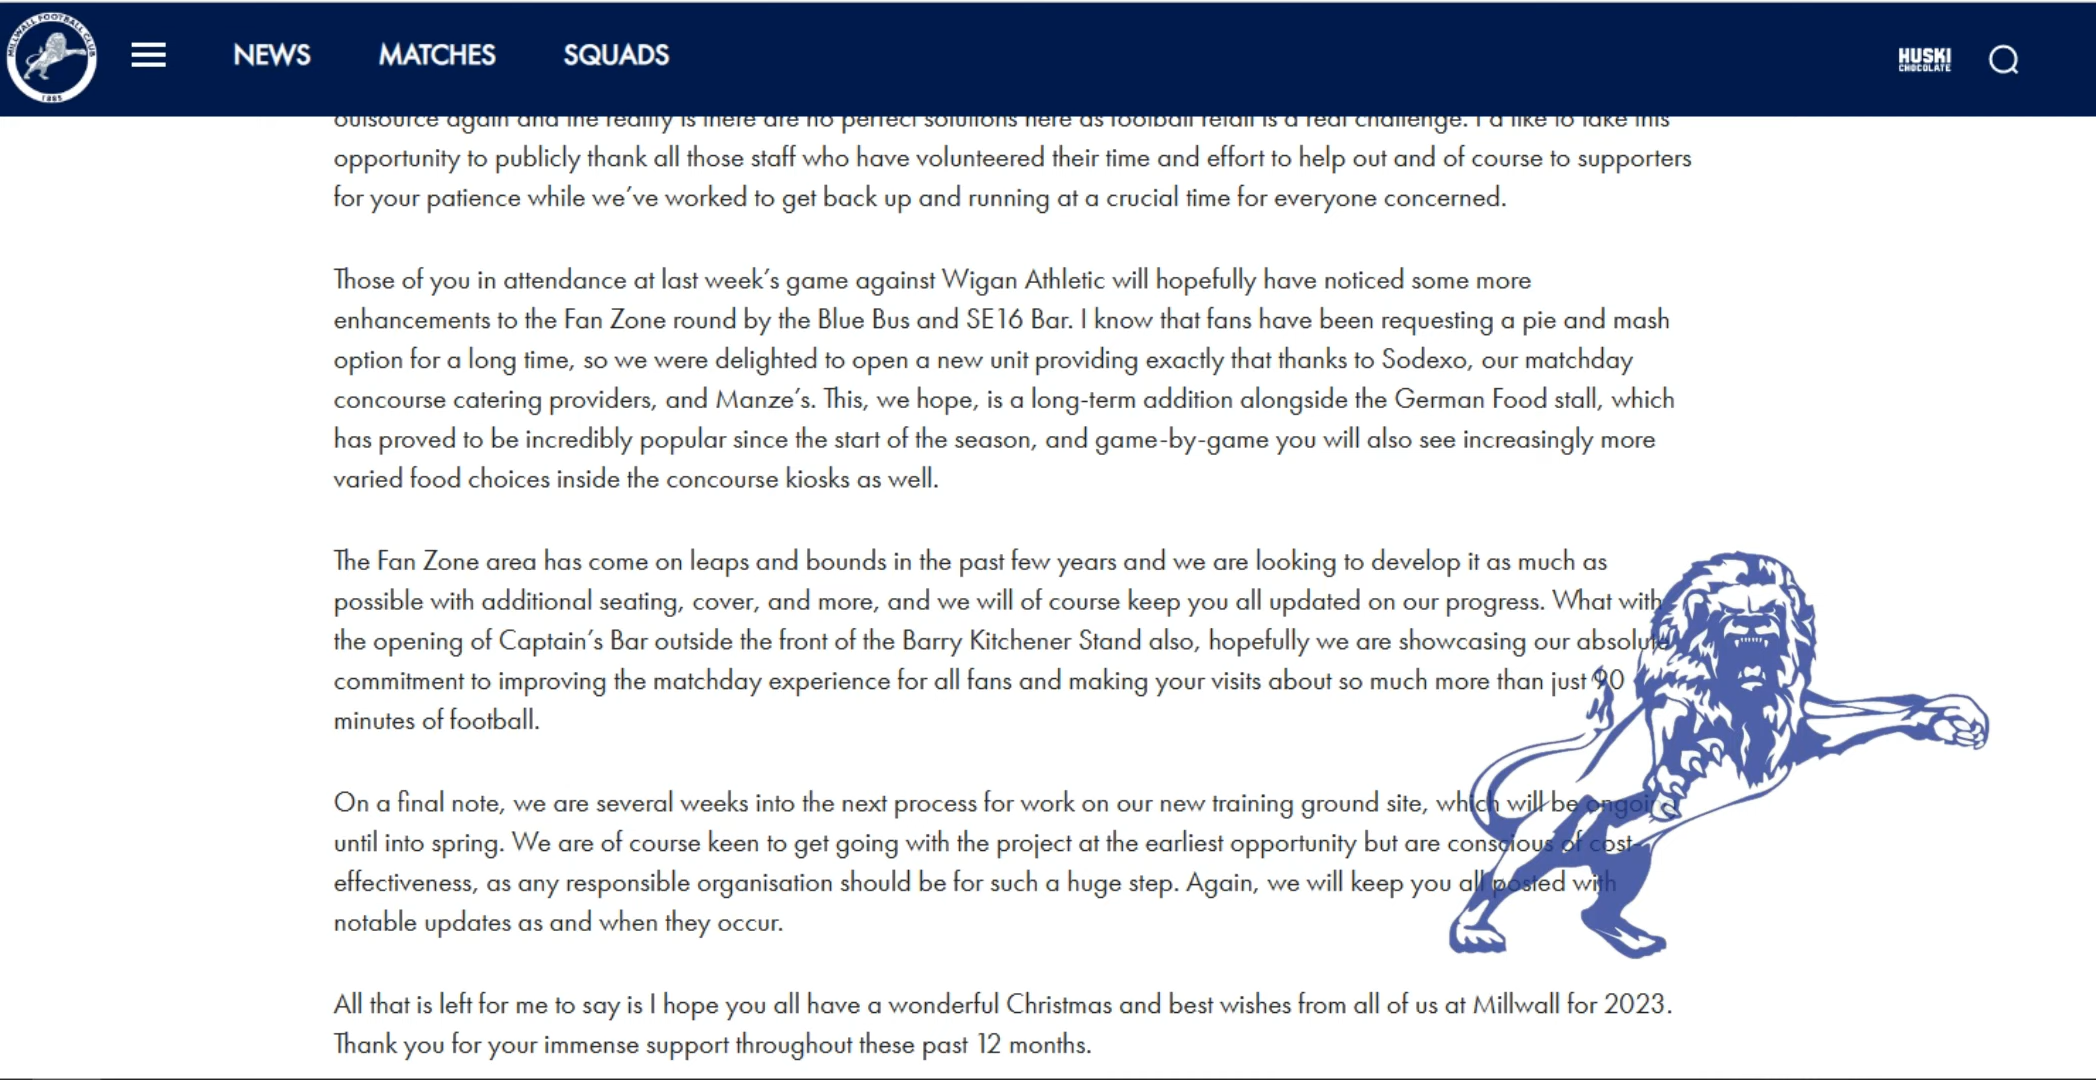 MILLWALL FOOTBALL CLUB
1885
NEWS MATCHES SQUADS
HUSKI
CHOCOLATE
outsource again and the reality is there are no perfect solutions here as football retail is a real challenge. I'd like to take this
opportunity to publicly thank all those staff who have volunteered their time and effort to help out and of course to supporters
for your patience while we've worked to get back up and running at a crucial time for everyone concerned.
Those of you in attendance at last week's game against Wigan Athletic will hopefully have noticed some more
enhancements to the Fan Zone round by the Blue Bus and SE16 Bar. I know that fans have been requesting a pie and mash
option for a long time, so we were delighted to open a new unit providing exactly that thanks to Sodexo, our matchday
concourse catering providers, and Manze's. This, we hope, is a long-term addition alongside the German Food stall, which
has proved to be incredibly popular since the start of the season, and game-by-game you will also see increasingly more
varied food choices inside the concourse kiosks as well.
The Fan Zone area has come on leaps and bounds in the past few years and we are looking to develop it as much as
possible with additional seating, cover, and more, and we will of course keep you all updated on our progress. What with
the opening of Captain's Bar outside the front of the Barry Kitchener Stand also, hopefully we are showcasing our absolute
commitment to improving the matchday experience for all fans and making your visits about so much more than just 90
minutes of football.
On a final note, we are several weeks into the next process for work on our new training ground site, which will be ongoing
until into spring. We are of course keen to get going with the project at the earliest opportunity but are conscious of cost-
effectiveness, as any responsible organisation should be for such a huge step. Again, we will keep you all posted with
notable updates as and when they occur.
All that is left for me to say is I hope you all have a wonderful Christmas and best wishes from all of us at Millwall for 2023.
Thank you for your immense support throughout these past 12 months.